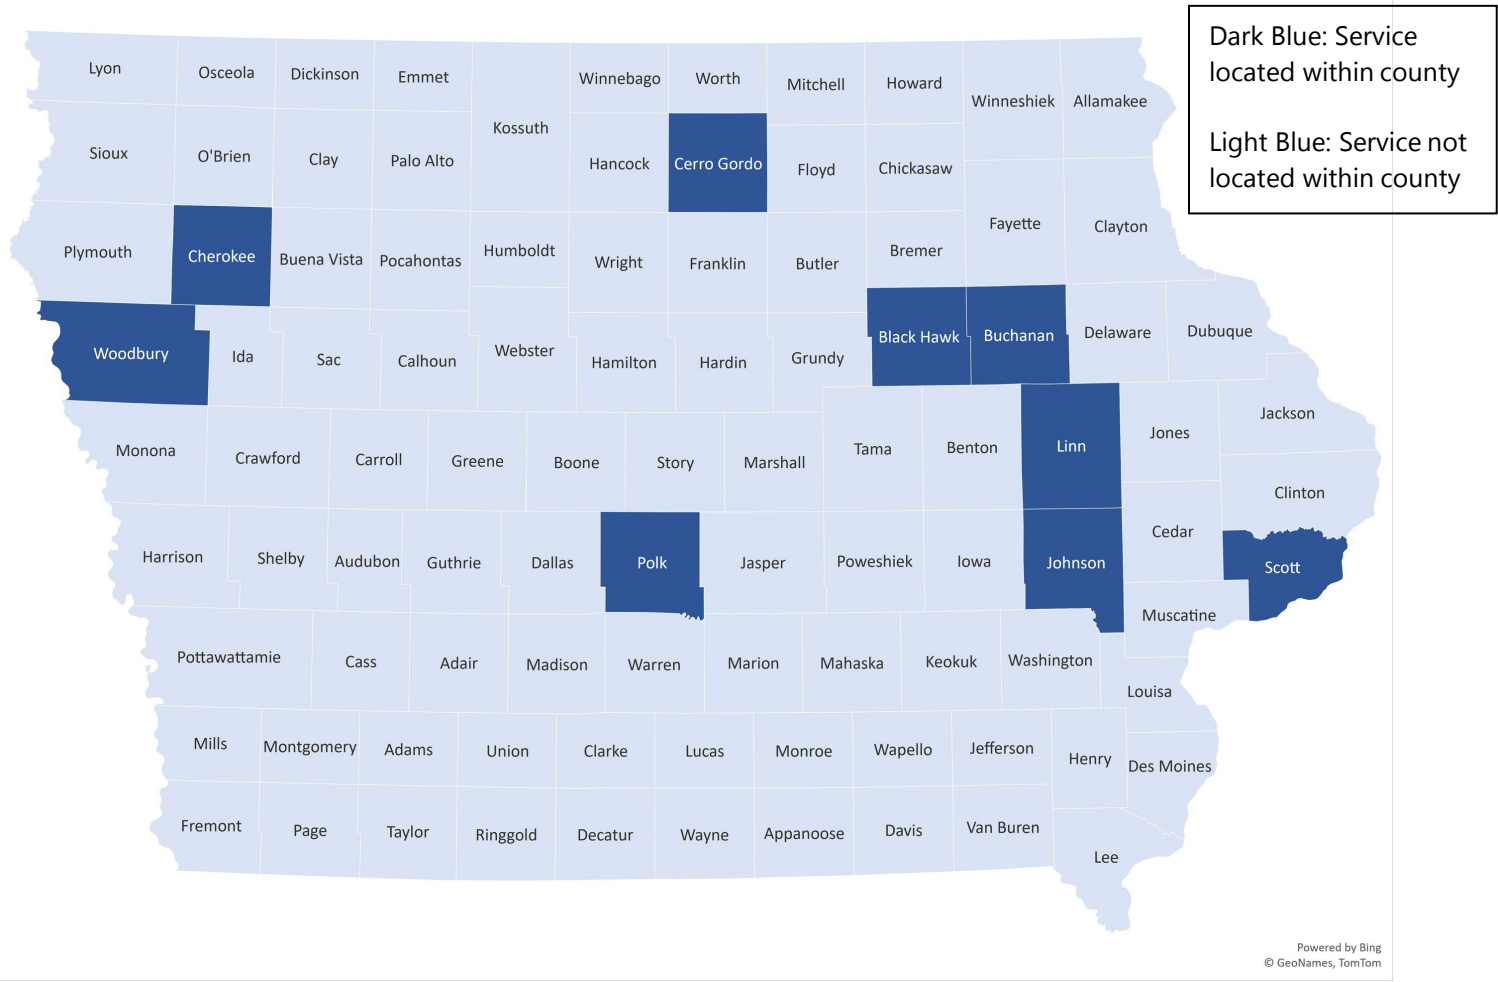 Dark Blue: Service
located within county
Light Blue: Service not
located within county
Lyon
Osceola
Dickinson
Emmet
Kossuth
Winnebago
Worth
Mitchell
Howard
Winneshiek
Allamakee
Sioux
O'Brien
Clay
Palo Alto
Hancock
Cerro Gordo
Floyd
Chickasaw
Fayette
Clayton
Plymouth
Cherokee
Buena Vista
Pocahontas
Humboldt
Wright
Franklin
Butler
Bremer
Woodbury
Ida
Sac
Calhoun
Webster
Hamilton
Hardin
Grundy
Black Hawk
Buchanan
Delaware
Dubuque
Monona
Crawford
Carroll
Greene
Boone
Story
Marshall
Tama
Benton
Linn
Jones
Jackson
Clinton
Harrison
Shelby
Audubon
Guthrie
Dallas
Polk
Jasper
Poweshiek
Iowa
Johnson
Cedar
Scott
Muscatine
Pottawattamie
Cass
Adair
Madison
Warren
Marion
Mahaska
Keokuk
Washington
Louisa
Mills
Montgomery
Adams
Union
Clarke
Lucas
Monroe
Wapello
Jefferson
Henry
Des Moines
Fremont
Page
Taylor
Ringgold
Decatur
Wayne
Appanoose
Davis
Van Buren
Lee
Powered by Bing
© GeoNames, TomTom